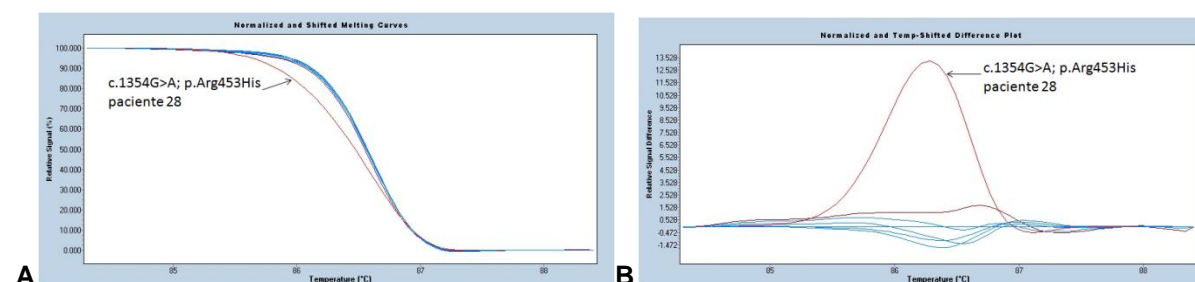 Normalized and Shifted Melting Curves
100.000
90.000
80.000
70.000
60.000
50.000
40.000
30.000
20.000
10.000
0.000
Relative Signal (%)
c.1354G>A; p.Arg453His
paciente 28
85
86
87
88
Temperature (°C)
A
Normalized and Temp-Shifted Difference Plot
13.528
12.528
11.528
10.528
9.528
8.528
7.528
6.528
5.528
4.528
3.528
2.528
1.528
0.528
-0.472
-1.472
Relative Signal Difference
c.1354G>A; p.Arg453His
paciente 28
85
86
87
88
Temperature (°C)
B